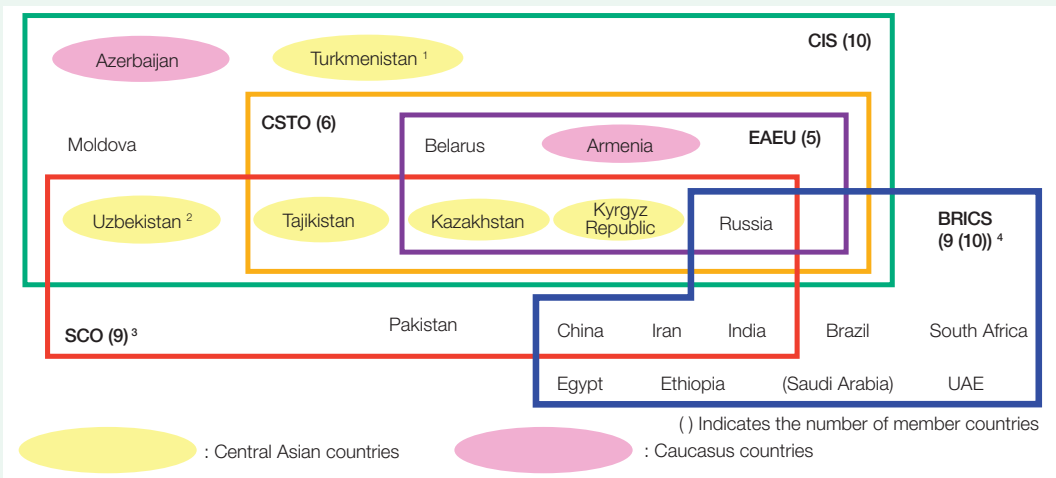 CIS (10)
Azerbaijan
Turkmenistan 1
CSTO (6)
EAEU (5)
Moldova
Belarus
Armenia
Uzbekistan 2
Tajikistan
Kazakhstan
Kyrgyz
Republic
Russia
BRICS
(9 (10)) 4
SCO (9) 3
Pakistan
China
Iran
India
Brazil
South Africa
Egypt
Ethiopia
(Saudi Arabia)
UAE
( ) Indicates the number of member countries
: Central Asian countries
: Caucasus countries